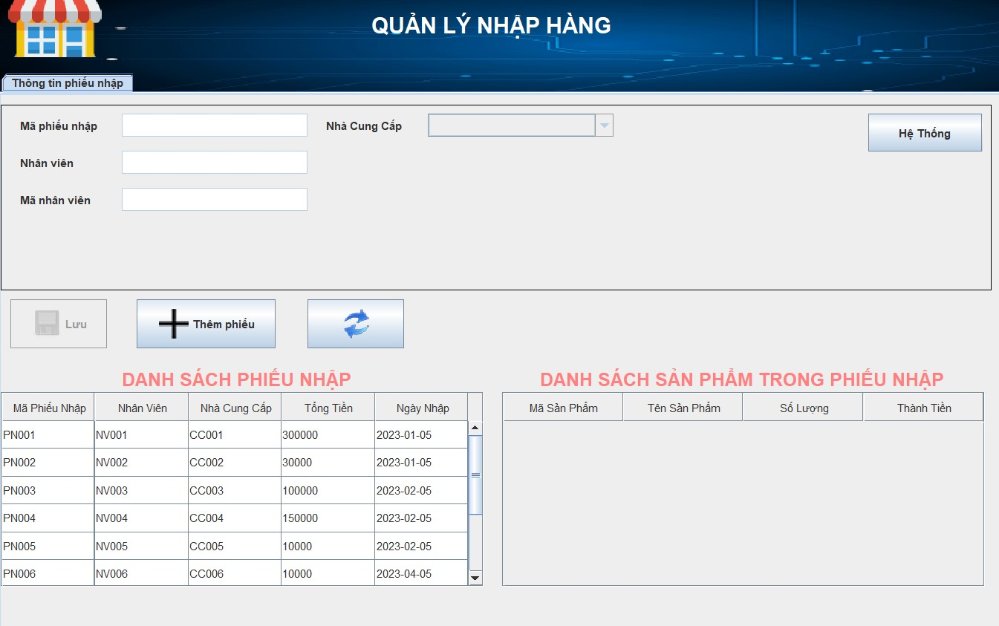 QUẢN LÝ NHẬP HÀNG
Thông tin phiếu nhập
Mã phiếu nhập
Nhà Cung Cấp
Hệ Thống
Nhân viên
Mã nhân viên
Lưu
Thêm phiếu
DANH SÁCH PHIẾU NHẬP
Mã Phiếu Nhập Nhân Viên Nhà Cung Cấp Tổng Tiền Ngày Nhập
PN001 NV001 CC001 300000 2023-01-05
PN002 NV002 CC002 30000 2023-01-05
PN003 NV003 CC003 100000 2023-02-05
PN004 NV004 CC004 150000 2023-02-05
PN005 NV005 CC005 10000 2023-02-05
PN006 NV006 CC006 10000 2023-04-05
DANH SÁCH SẢN PHẨM TRONG PHIẾU NHẬP
Mã Sản Phẩm Tên Sản Phẩm Số Lượng Thành Tiền